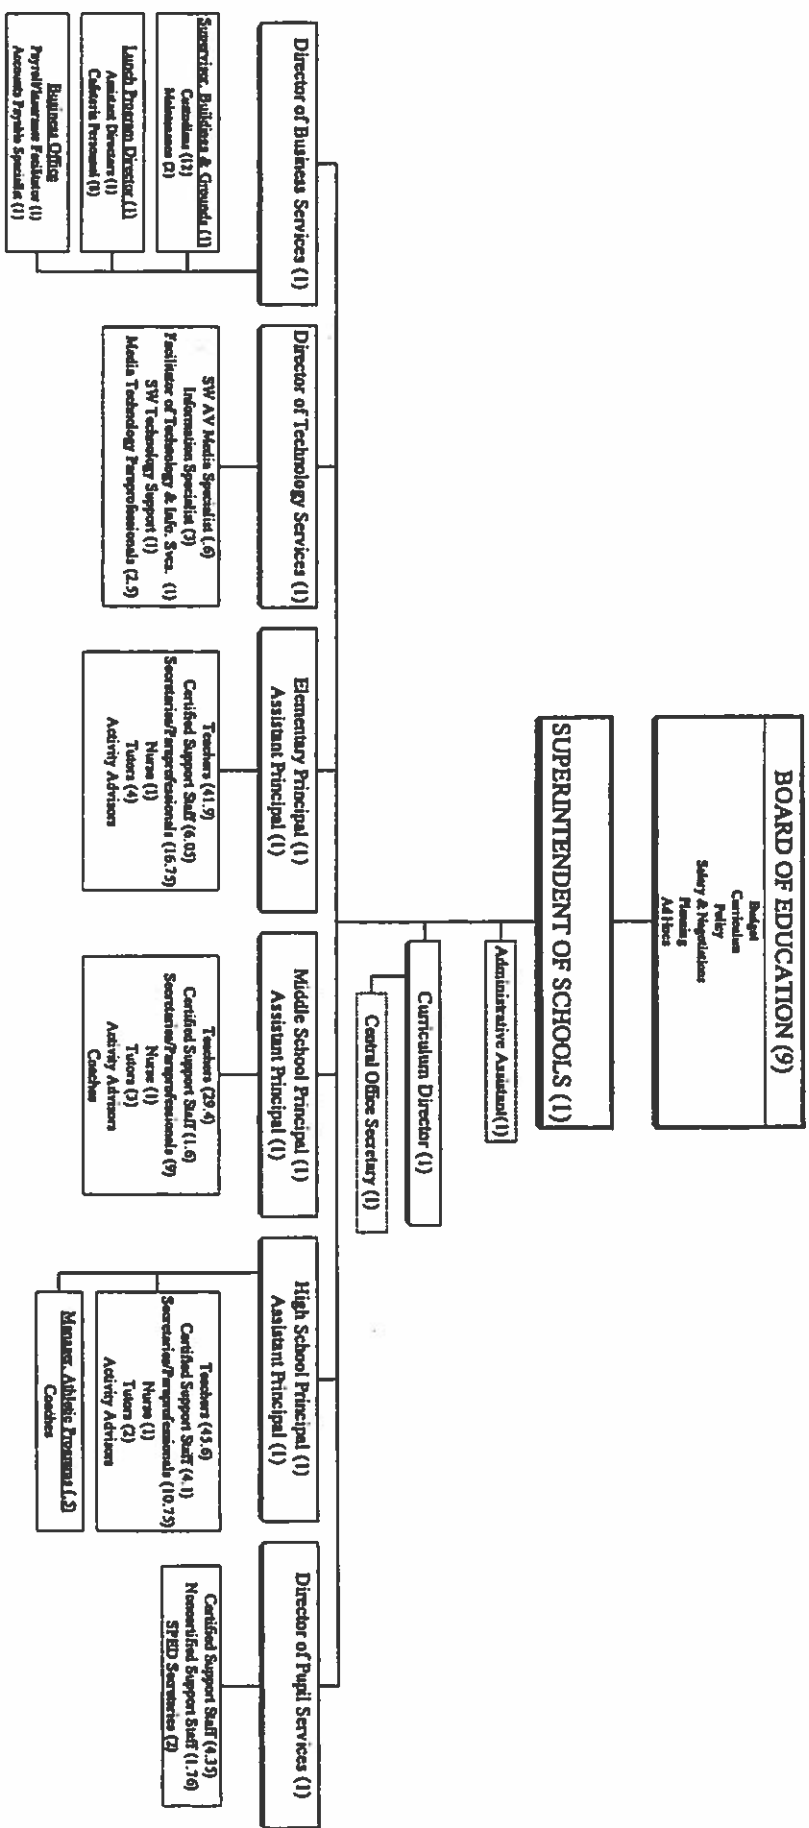 BOARD OF EDUCATION (9)
Budget
Curriculum
Policy
Salary & Negotiations
Planning
Ad Hocs
SUPERINTENDENT OF SCHOOLS (1)
Administrative Assistant(1)
Curriculum Director (1)
Central Office Secretary (1)
Director of Business Services (1)
Supervisor, Buildings & Grounds (1)
Custodians (12)
Maintenance (2)
Lunch Program Director (1)
Assistant Directors (1)
Cafeteria Personnel (8)
Business Office
Payroll/Insurance Facilitator (1)
Accounts Payable Specialist (1)
Director of Technology Services (1)
SW AV Media Specialist (.6)
Information Specialist (3)
Facilitator of Technology & Info. Svcs. (1)
SW Technology Support (1)
Media Technology Paraprofessionals (2.5)
Elementary Principal (1)
Assistant Principal (1)
Teachers (41.9)
Certified Support Staff (6.05)
Secretaries/Paraprofessionals (16.75)
Nurse (1)
Tutors (4)
Activity Advisors
Middle School Principal (1)
Assistant Principal (1)
Teachers (29.4)
Certified Support Staff (1.6)
Secretaries/Paraprofessionals (9)
Nurse (1)
Tutors (3)
Activity Advisors
Coaches
High School Principal (1)
Assistant Principal (1)
Teachers (45.6)
Certified Support Staff (4.1)
Secretaries/Paraprofessionals (10.75)
Nurse (1)
Tutors (2)
Activity Advisors
Manager, Athletic Programs (.5)
Coaches
Director of Pupil Services (1)
Certified Support Staff (4.35)
Noncertified Support Staff (1.76)
SPED Secretaries (2)